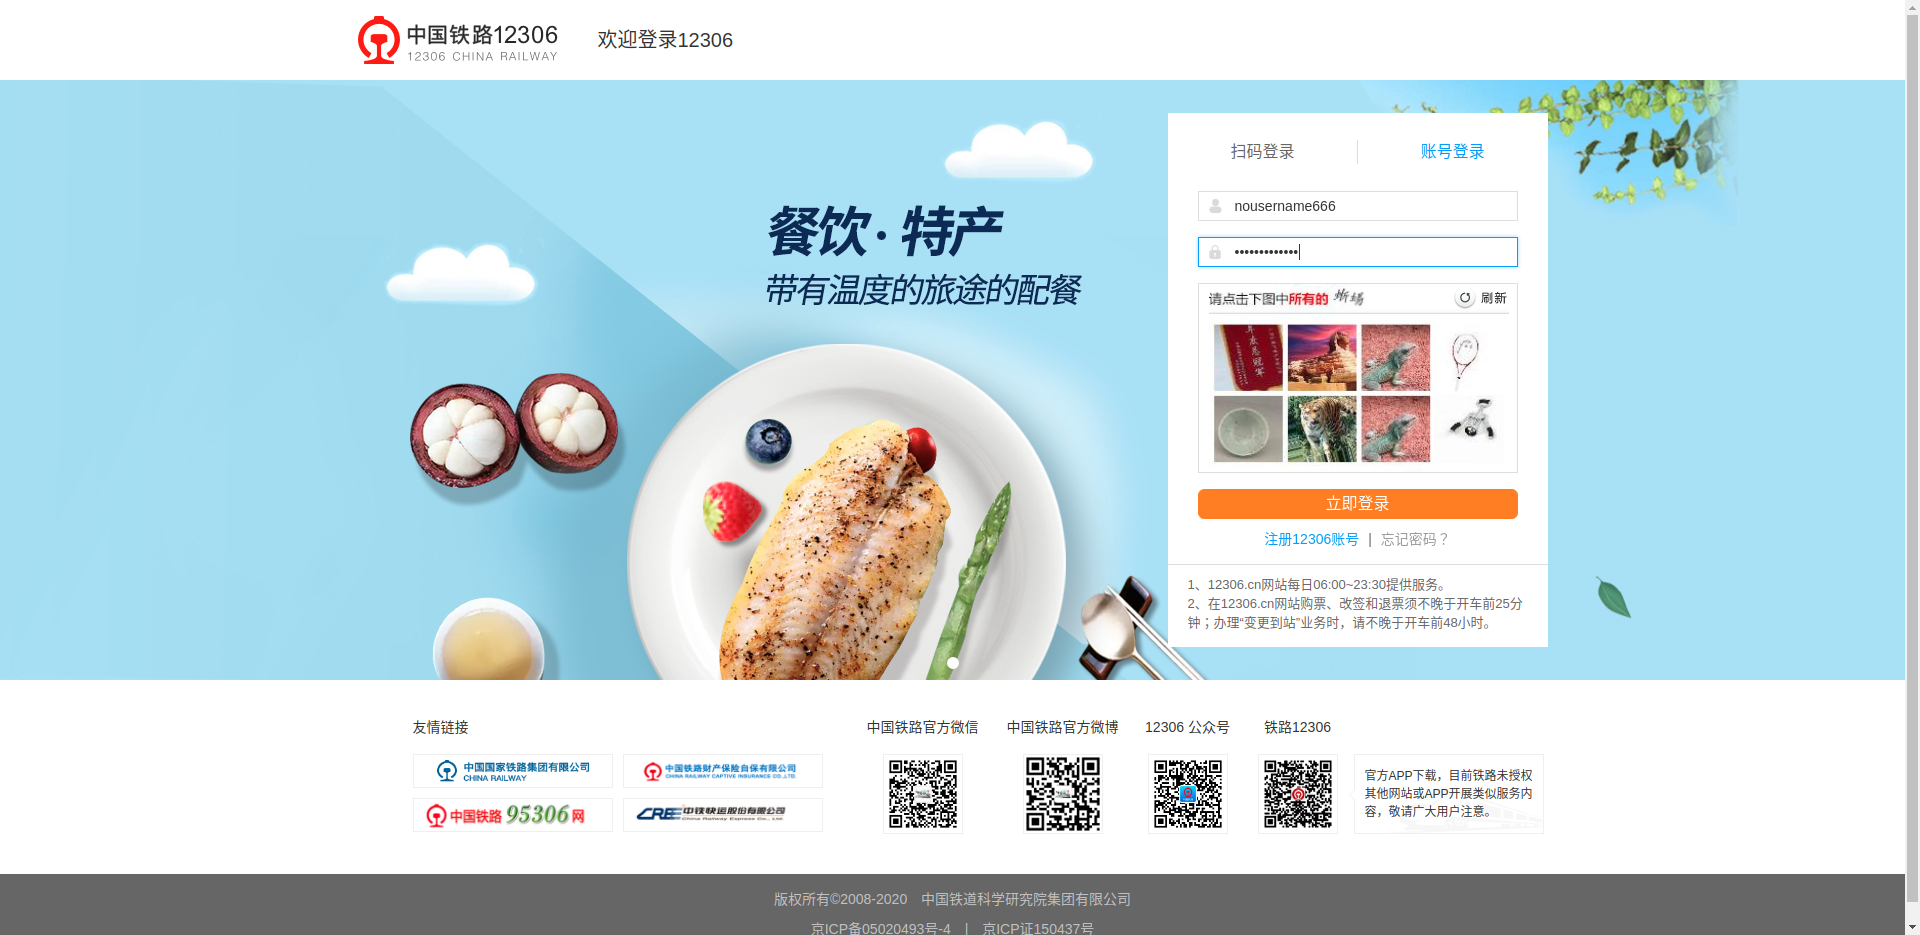 中国铁路12306
12306 CHINA RAILWAY
欢迎登录12306
餐饮·特产
带有温度的旅途的配餐
扫码登录
账号登录
nousername666
•••••••••••••
请点击下图中所有的 蜥蜴
刷新
年度总冠军
立即登录
注册12306账号 | 忘记密码？
1、12306.cn网站每日06:00~23:30提供服务。
2、在12306.cn网站购票、改签和退票须不晚于开车前25分
钟；办理“变更到站”业务时，请不晚于开车前48小时。
友情链接
中国铁路官方微信
中国铁路官方微博
12306 公众号
铁路12306
中国国家铁路集团有限公司
CHINA RAILWAY
中国铁路财产保险自保有限公司
CHINA RAILWAY CAPTIVE INSURANCE CO.,LTD.
中国铁路 95306 网
CRE 中铁快运股份有限公司
China Railway Express Co., Ltd.
官方APP下载，目前铁路未授权
其他网站或APP开展类似服务内
容，敬请广大用户注意。
版权所有©2008-2020 中国铁道科学研究院集团有限公司
京ICP备05020493号-4 | 京ICP证150437号